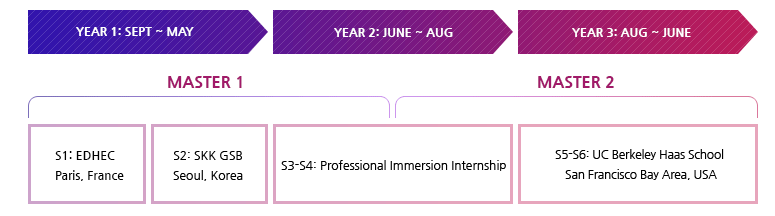 YEAR 1: SEPT ~ MAY
YEAR 2: JUNE ~ AUG
YEAR 3: AUG ~ JUNE
MASTER 1
MASTER 2
S1: EDHEC
Paris, France
S2: SKK GSB
Seoul, Korea
S3-S4: Professional Immersion Internship
S5-S6: UC Berkeley Haas School
San Francisco Bay Area, USA